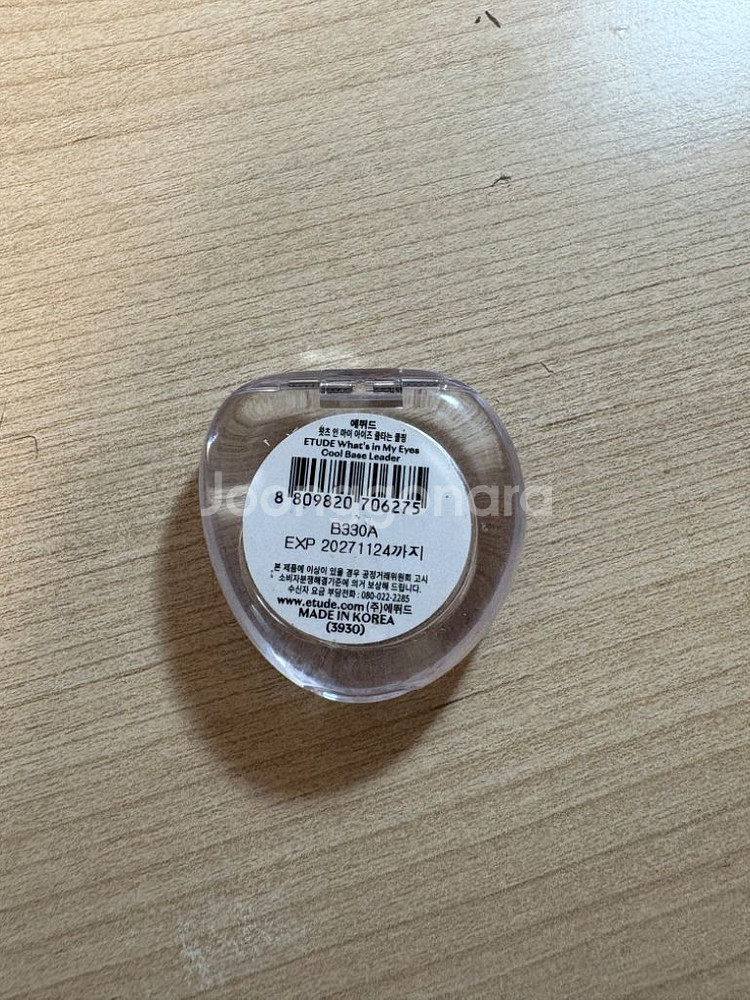 에뛰드
왓츠 인 마이 아이즈 쿨타는 쿨핑
ETUDE What's in My Eyes
Cool Base Leader
8 809820 706275
B330A
EXP 20271124까지
본 제품에 이상이 있을 경우 공정거래위원회 고시
소비자분쟁해결기준에 의거 보상해 드립니다.
수신자 요금 부담전화 : 080-022-2285
www.etude.com (주)에뛰드
MADE IN KOREA
(3930)
Joonggonara